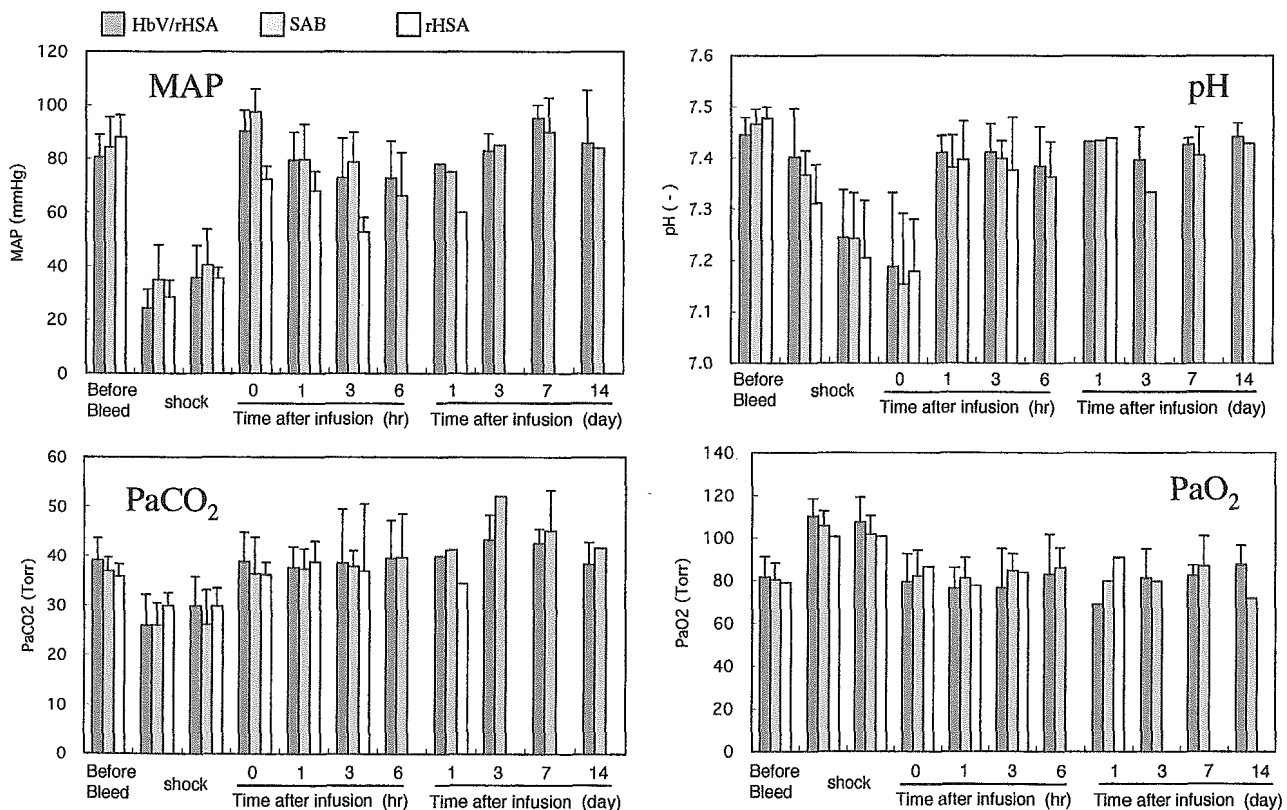 HbV/rHSA SAB rHSA
MAP
MAP (mmHg)
120
100
80
60
40
20
0
Before Bleed shock 0 1 3 6 1 3 7 14
Time after infusion (hr) Time after infusion (day)
pH
pH (-)
7.6
7.5
7.4
7.3
7.2
7.1
7.0
Before Bleed shock 0 1 3 6 1 3 7 14
Time after infusion (hr) Time after infusion (day)
PaCO2
PaCO2 (Torr)
60
50
40
30
20
10
0
Before Bleed shock 0 1 3 6 1 3 7 14
Time after infusion (hr) Time after infusion (day)
PaO2
PaO2 (Torr)
140
120
100
80
60
40
20
0
Before Bleed shock 0 1 3 6 1 3 7 14
Time after infusion (hr) Time after infusion (day)